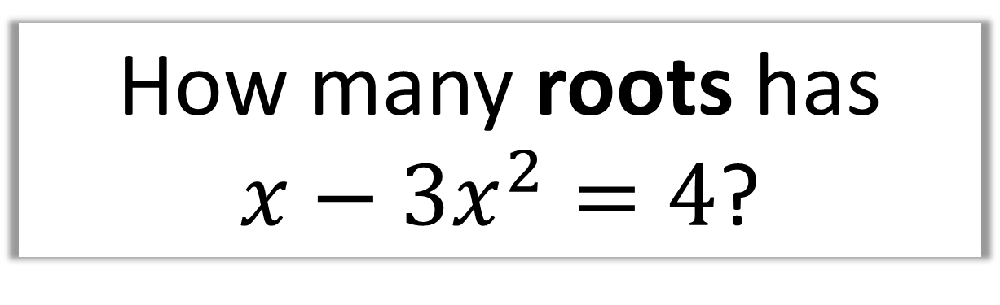 How many roots has
x − 3x² = 4?